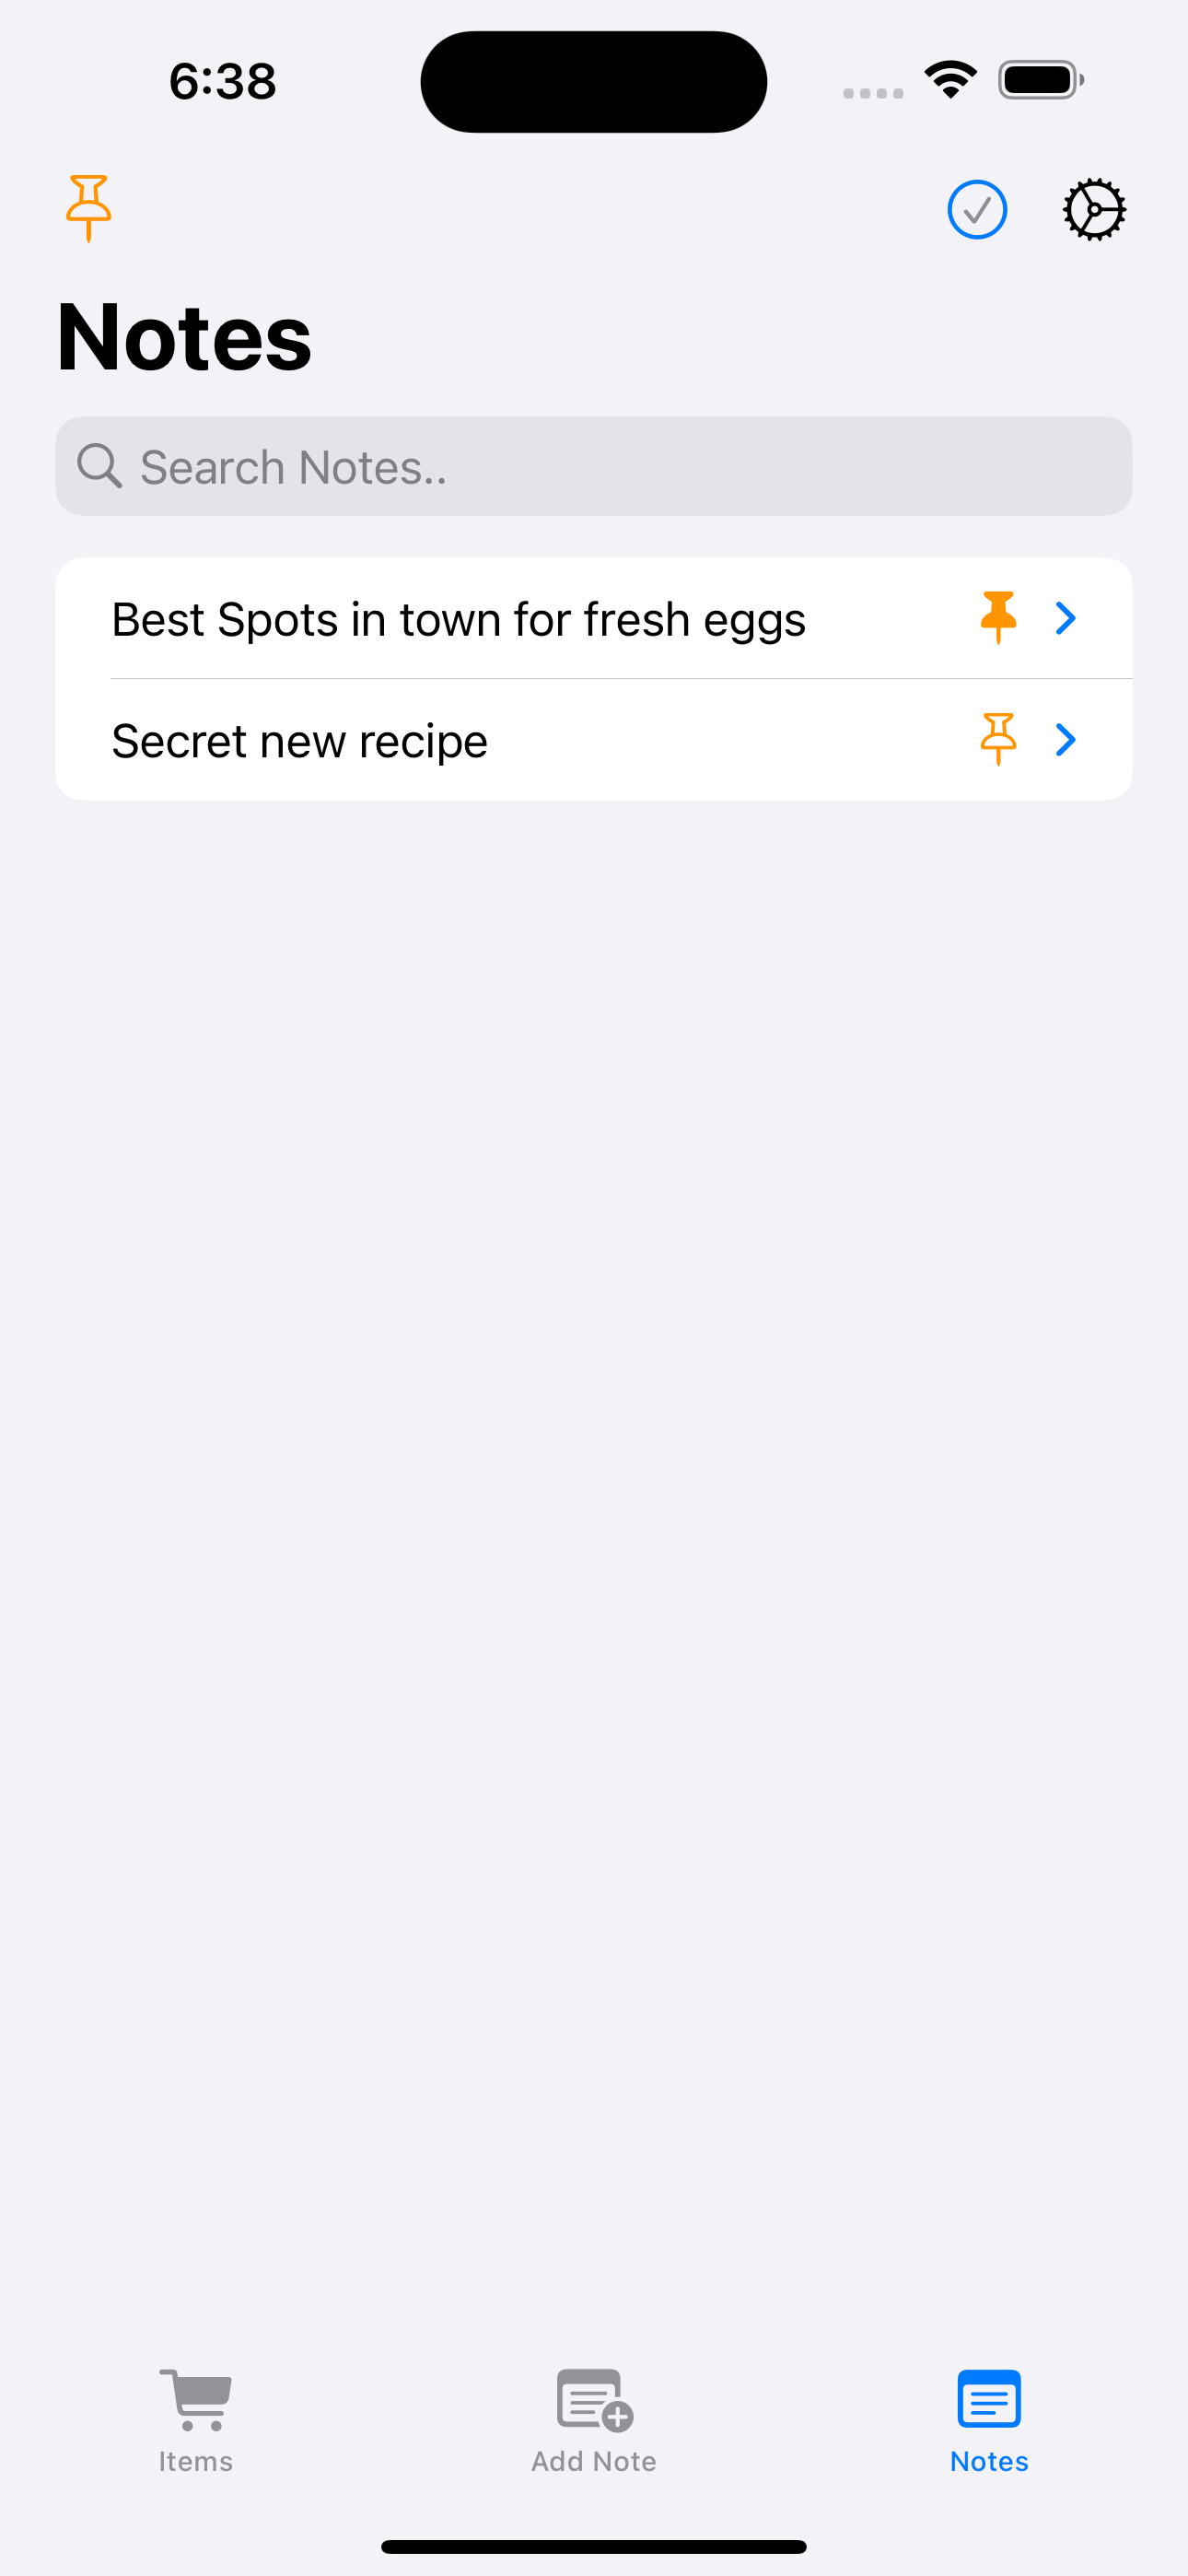 6:38
Notes
Search Notes..
Best Spots in town for fresh eggs
Secret new recipe
Items
Add Note
Notes